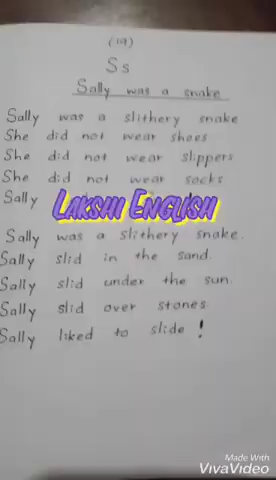 (19)
Ss
Sally was a snake
Sally was a slithery snake
She did not wear shoes
She did not wear slippers
She did not wear socks
Sally
LAKSHI ENGLISH
Sally was a slithery snake.
Sally slid in the sand.
Sally slid under the sun.
Sally slid over stones
Sally liked to slide !
Made With
VivaVideo